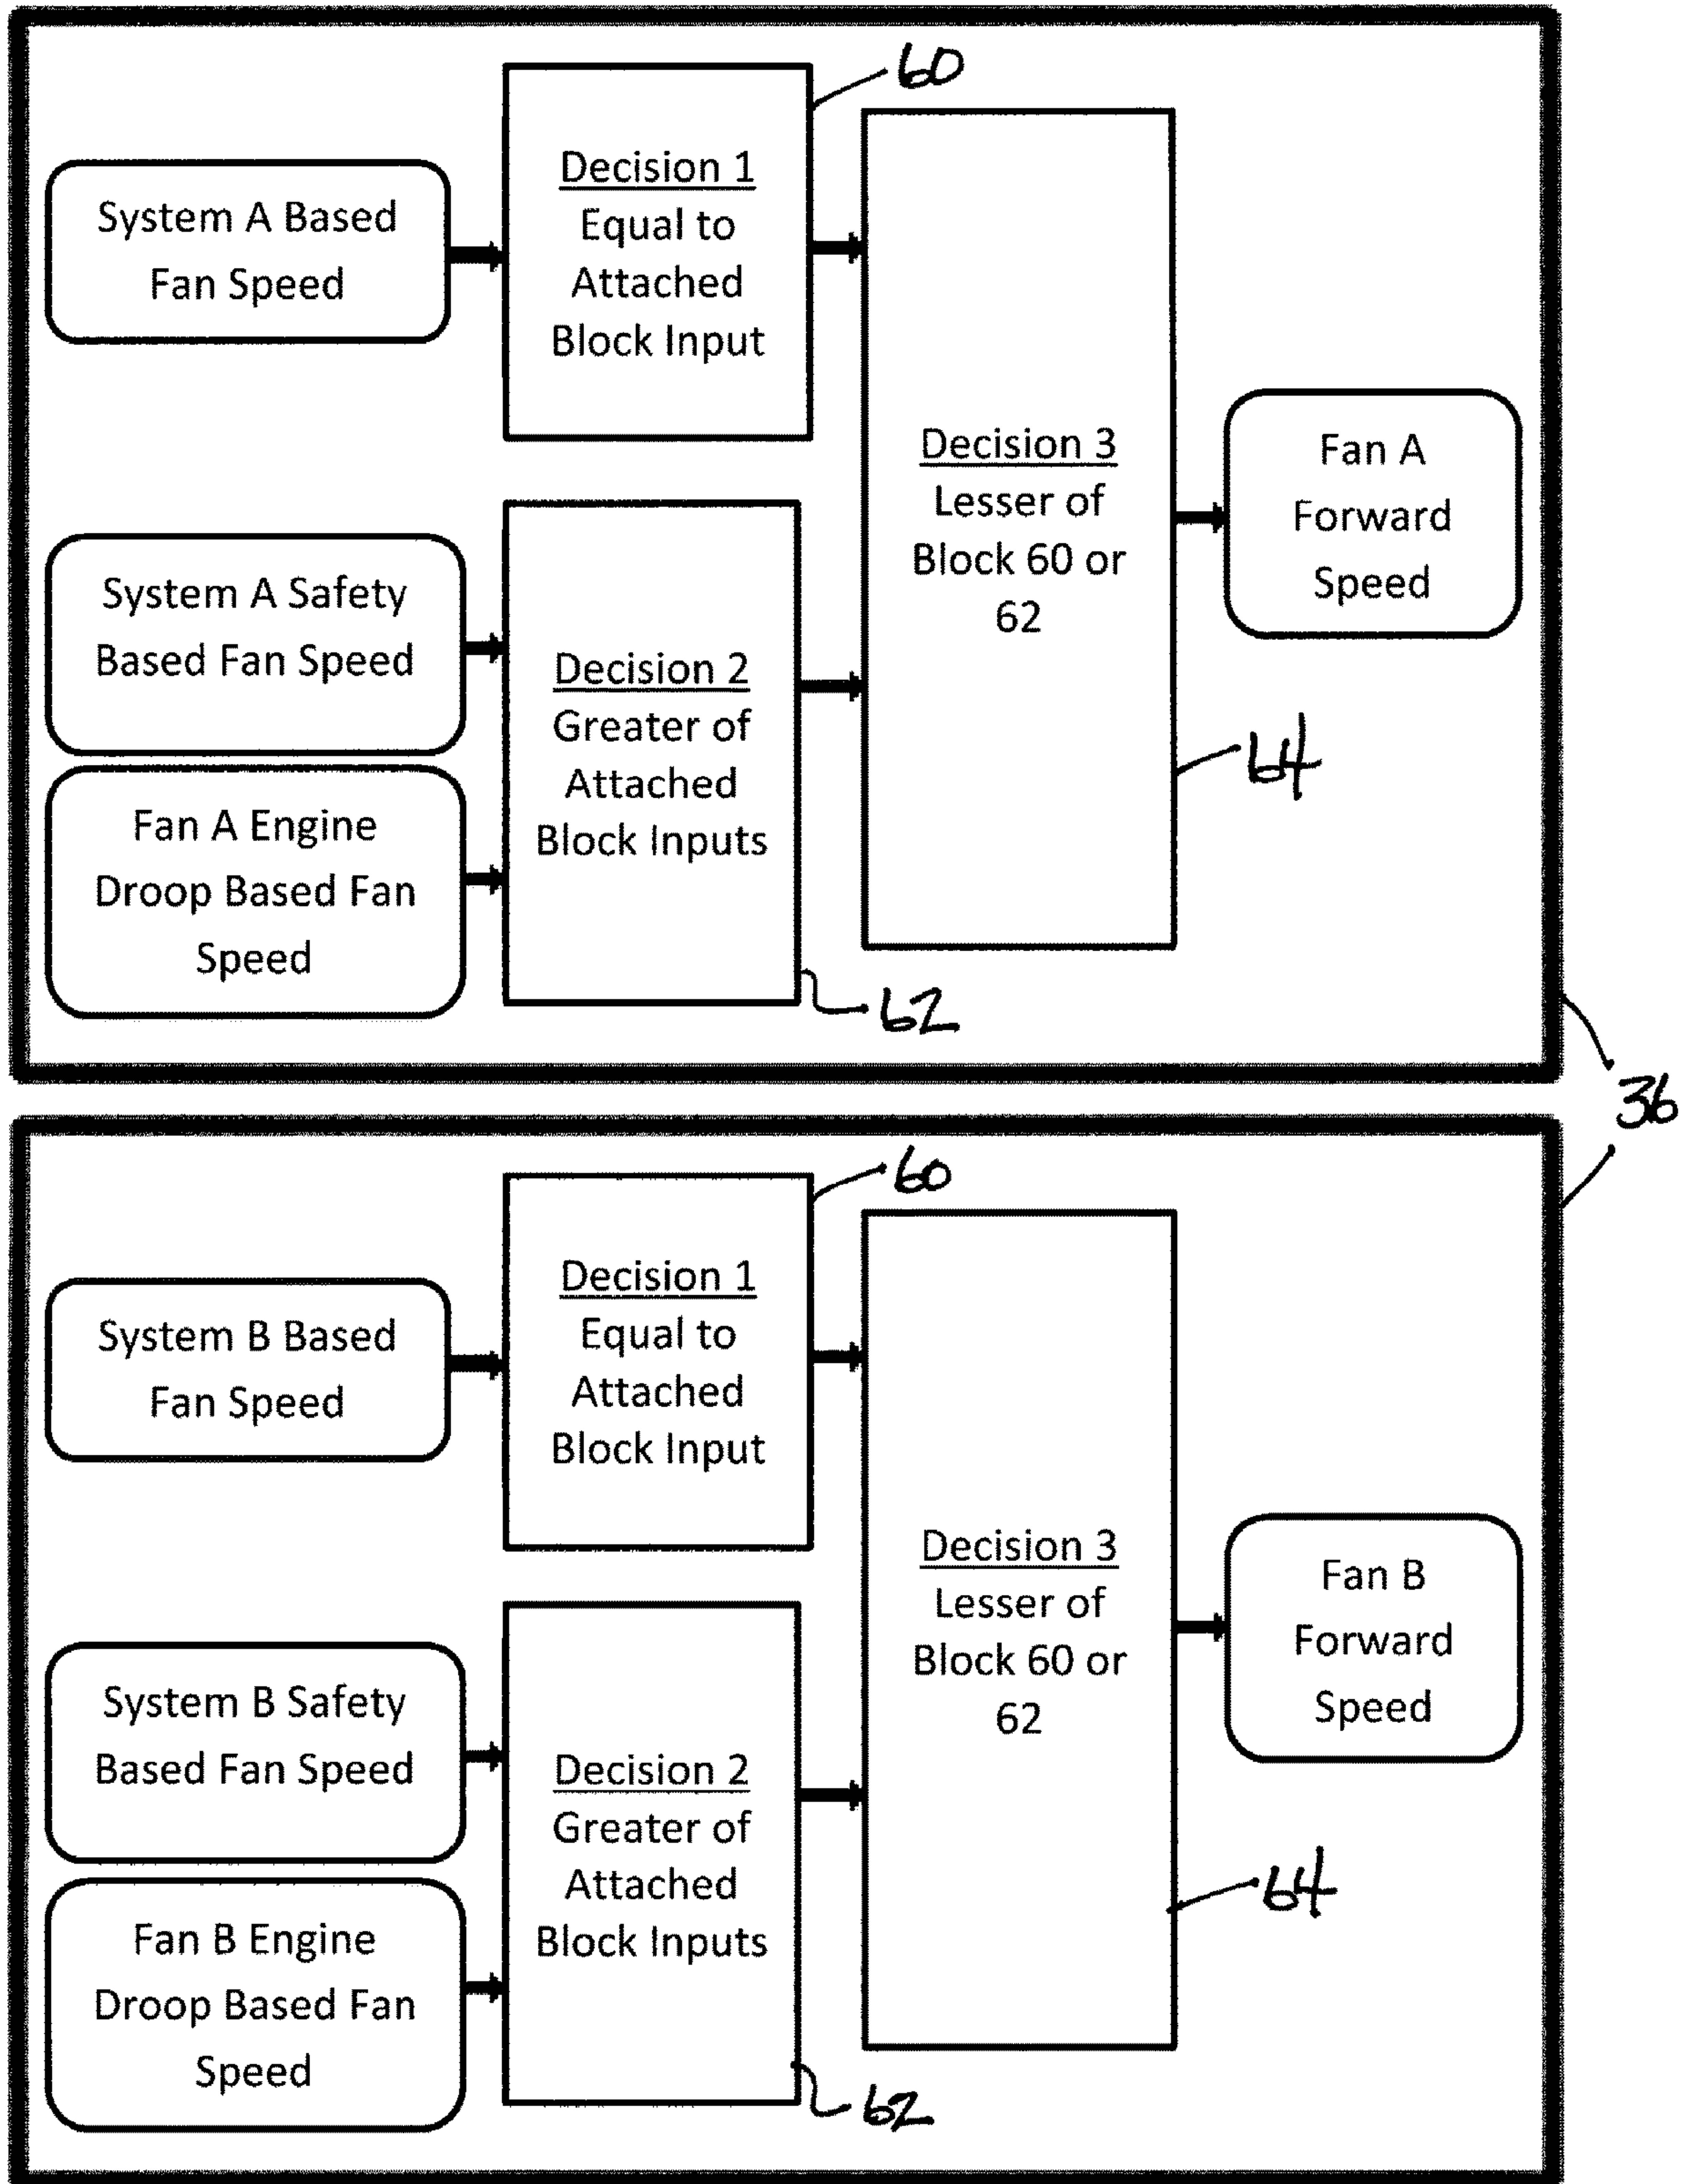 60
System A Based
Fan Speed
Decision 1
Equal to
Attached
Block Input
System A Safety
Based Fan Speed
Fan A Engine
Droop Based Fan
Speed
Decision 2
Greater of
Attached
Block Inputs
62
Decision 3
Lesser of
Block 60 or
62
64
Fan A
Forward
Speed
36
60
System B Based
Fan Speed
Decision 1
Equal to
Attached
Block Input
System B Safety
Based Fan Speed
Fan B Engine
Droop Based Fan
Speed
Decision 2
Greater of
Attached
Block Inputs
62
Decision 3
Lesser of
Block 60 or
62
64
Fan B
Forward
Speed